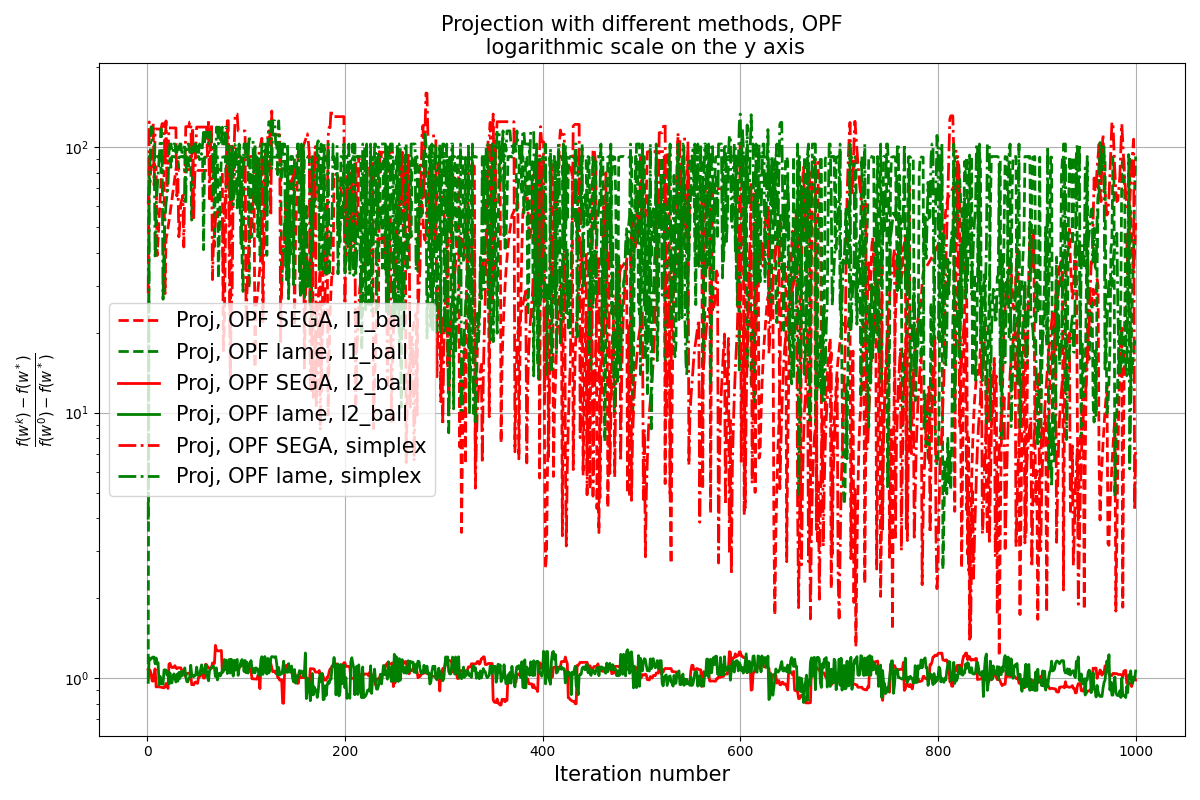 Projection with different methods, OPF
logarithmic scale on the y axis
f(w^k) − f(w^*)
f(w^0) − f(w^*)
10^2
10^1
10^0
Proj, OPF SEGA, l1_ball
Proj, OPF lame, l1_ball
Proj, OPF SEGA, l2_ball
Proj, OPF lame, l2_ball
Proj, OPF SEGA, simplex
Proj, OPF lame, simplex
0 200 400 600 800 1000
Iteration number